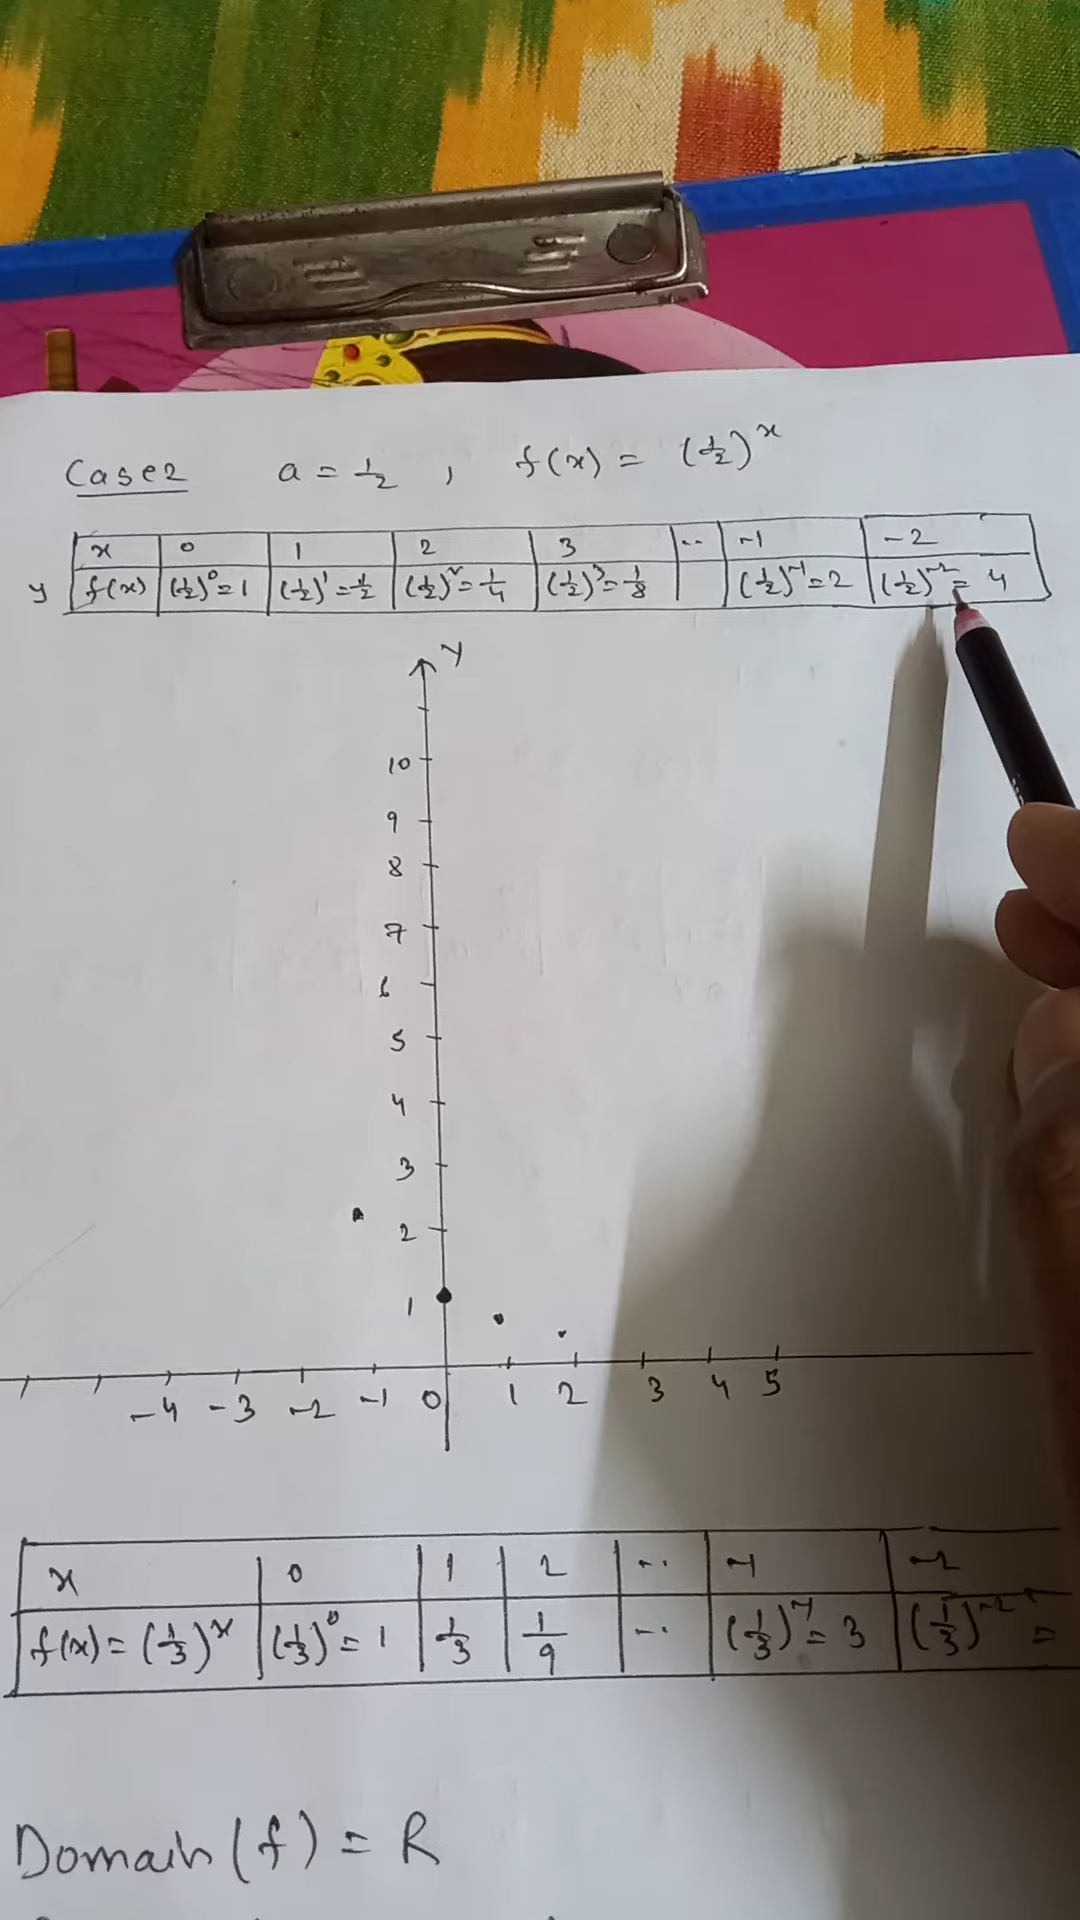 Case 2 a = 1/2 , f(x) = (1/2)^x
x 0 1 2 3 .. -1 -2
y f(x) (1/2)^0 = 1 (1/2)^1 = 1/2 (1/2)^2 = 1/4 (1/2)^3 = 1/8 (1/2)^-1 = 2 (1/2)^-2 = 4
Y
10
9
8
7
6
5
4
3
2
1
-4 -3 -2 -1 0 1 2 3 4 5
x 0 1 2 ... -1 -2
f(x) = (1/3)^x (1/3)^0 = 1 1/3 1/9 ... (1/3)^-1 = 3 (1/3)^-2 =
Domain (f) = R